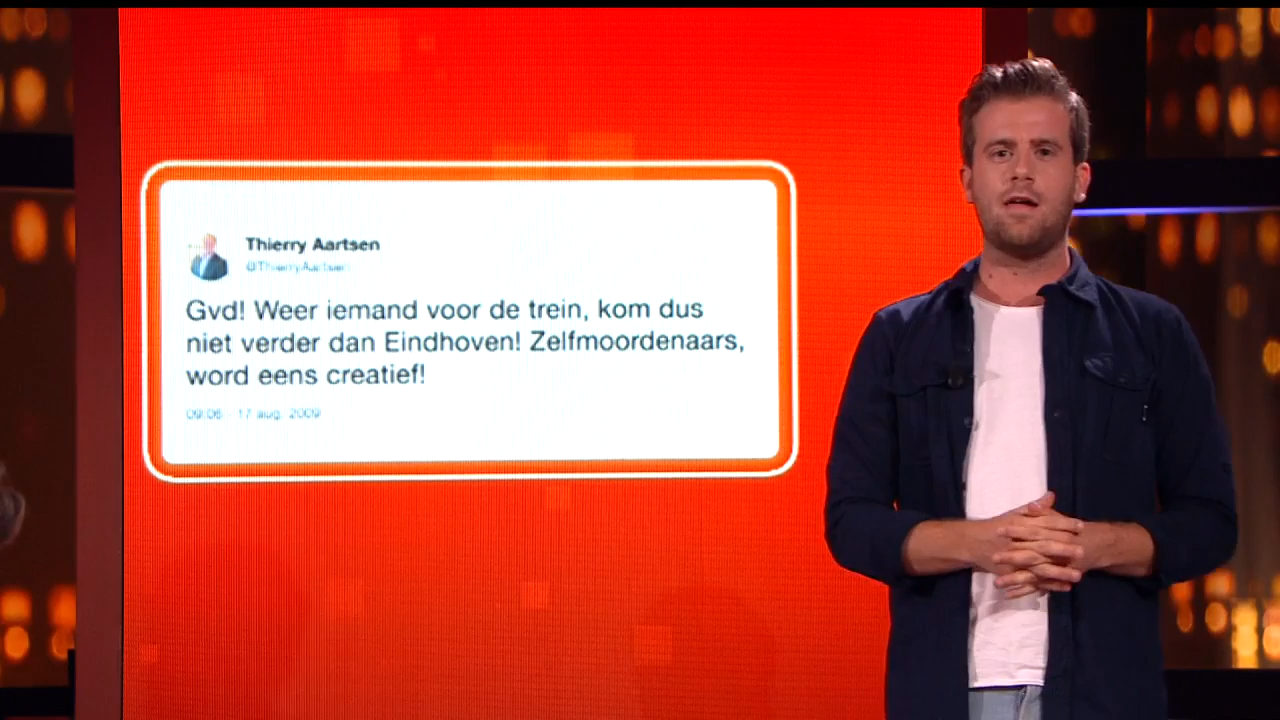 Thierry Aartsen
@ThierryAartsen
Gvd! Weer iemand voor de trein, kom dus
niet verder dan Eindhoven! Zelfmoordenaars,
word eens creatief!
09:06 - 17 aug. 2009